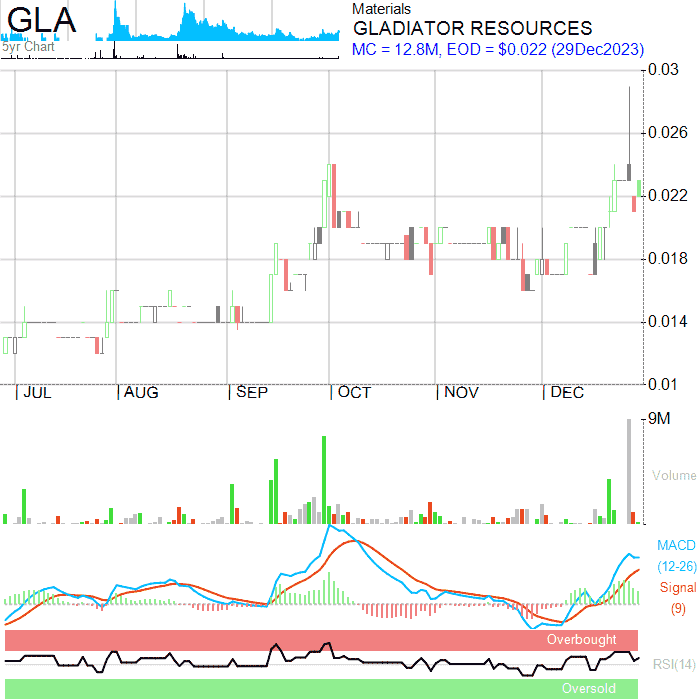 GLA
5yr Chart
Materials
GLADIATOR RESOURCES
MC = 12.8M, EOD = $0.022 (29Dec2023)
0.03
0.026
0.022
0.018
0.014
0.01
JUL AUG SEP OCT NOV DEC
9M
Volume
MACD
(12-26)
Signal
(9)
Overbought
RSI(14)
Oversold